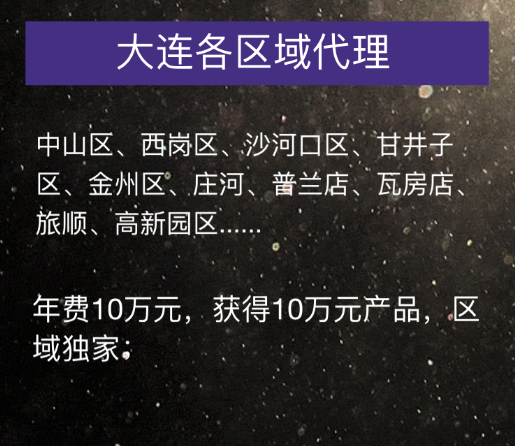 大连各区域代理
中山区、西岗区、沙河口区、甘井子
区、金州区、庄河、普兰店、瓦房店、
旅顺、高新园区......
年费10万元，获得10万元产品，区
域独家；